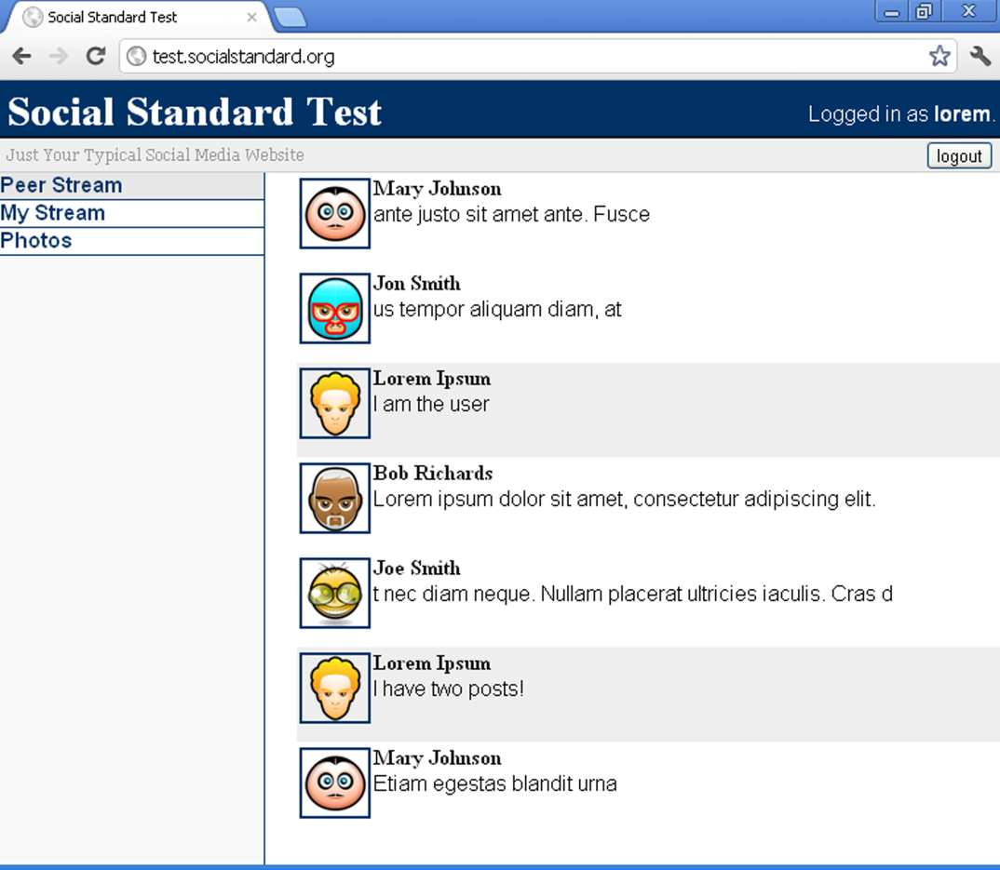 Social Standard Test
test.socialstandard.org
Social Standard Test
Logged in as lorem.
Just Your Typical Social Media Website
logout
Peer Stream
My Stream
Photos
Mary Johnson
ante justo sit amet ante. Fusce
Jon Smith
us tempor aliquam diam, at
Lorem Ipsum
I am the user
Bob Richards
Lorem ipsum dolor sit amet, consectetur adipiscing elit.
Joe Smith
t nec diam neque. Nullam placerat ultricies iaculis. Cras d
Lorem Ipsum
I have two posts!
Mary Johnson
Etiam egestas blandit urna